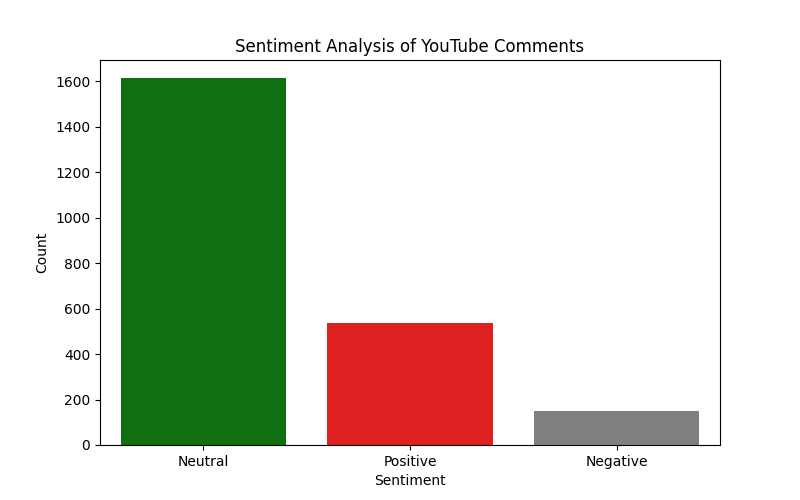 Sentiment Analysis of YouTube Comments
1600
1400
1200
1000
800
600
400
200
0
Count
Neutral Positive Negative
Sentiment